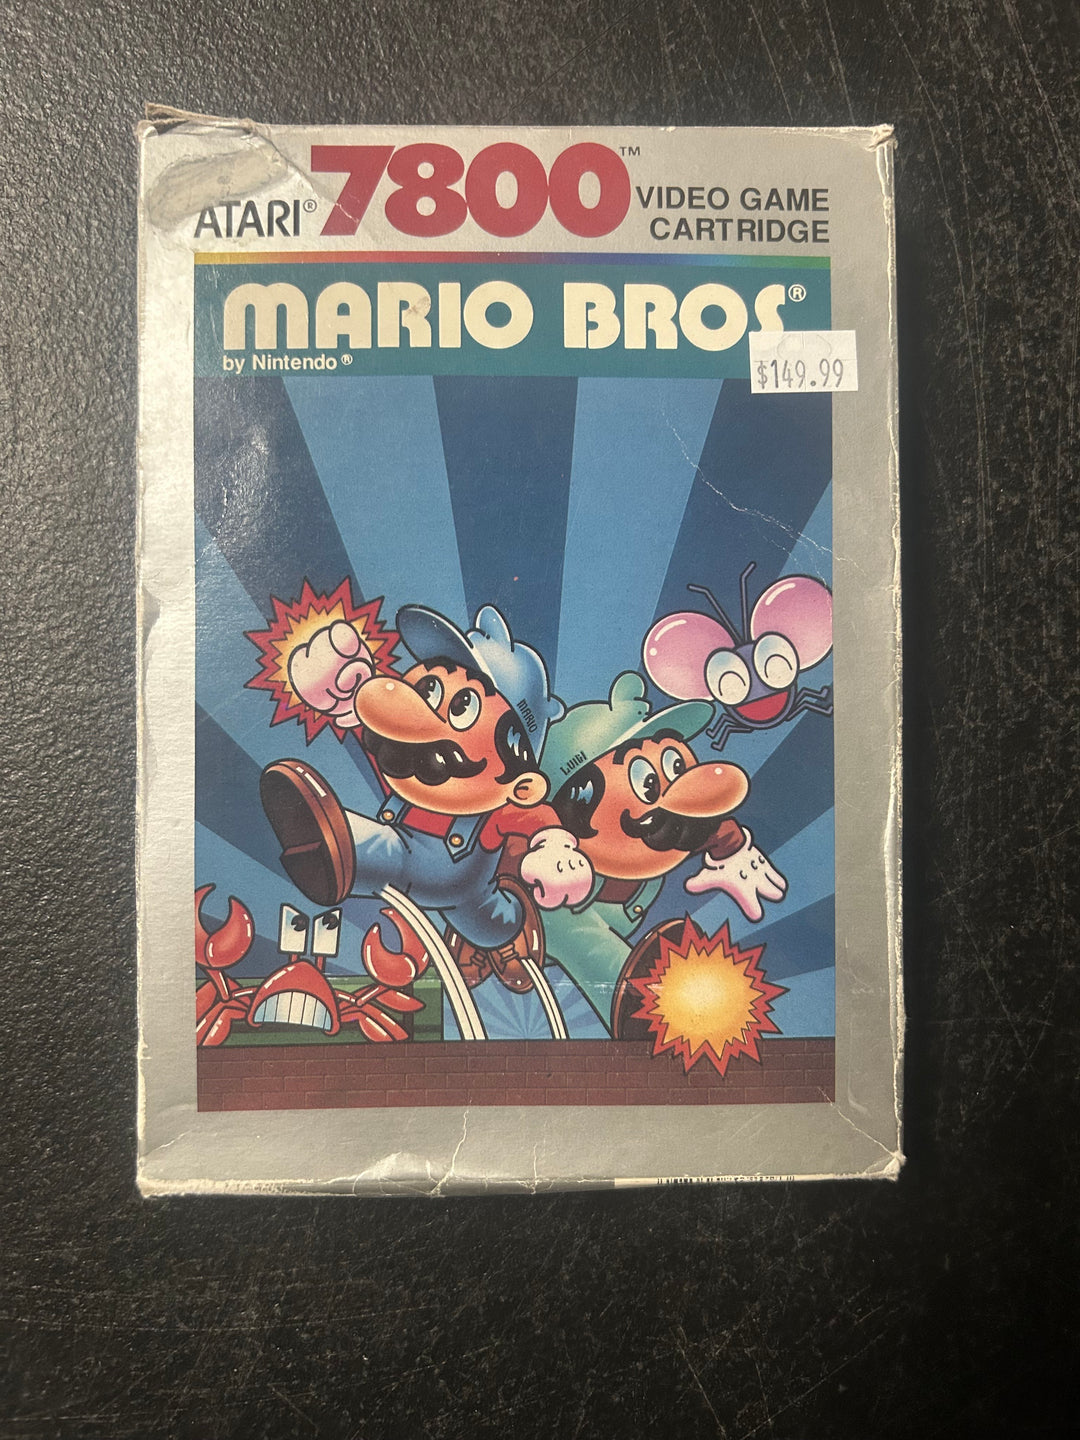 ATARI® 7800™ VIDEO GAME
CARTRIDGE
MARIO BROS®
by Nintendo®
$149.99
MARIO
LUIGI